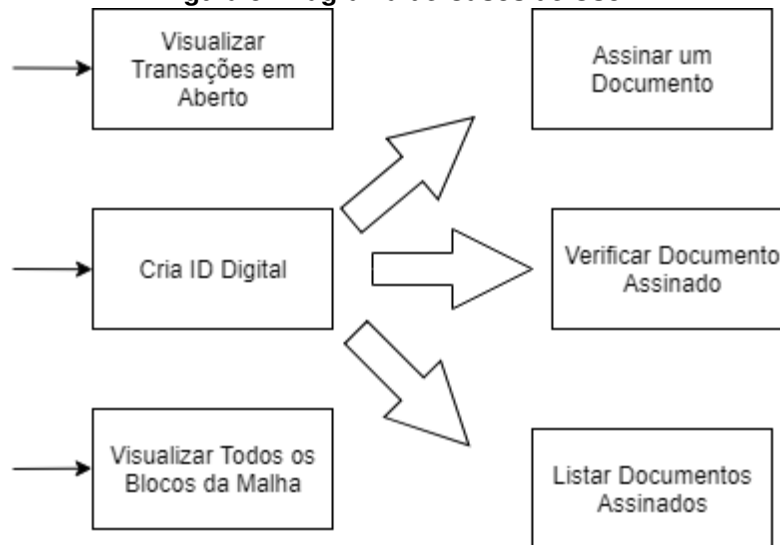 Visualizar
Transações em
Aberto
Assinar um
Documento
Cria ID Digital
Verificar Documento
Assinado
Visualizar Todos os
Blocos da Malha
Listar Documentos
Assinados